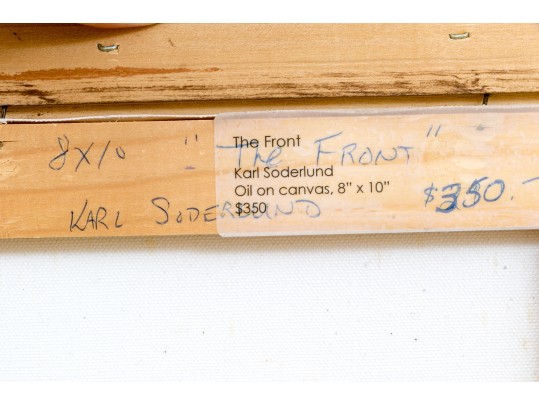 8X10 "The FRONT"
KARL SODERLUND $350.-
The Front
Karl Soderlund
Oil on canvas, 8" x 10"
$350